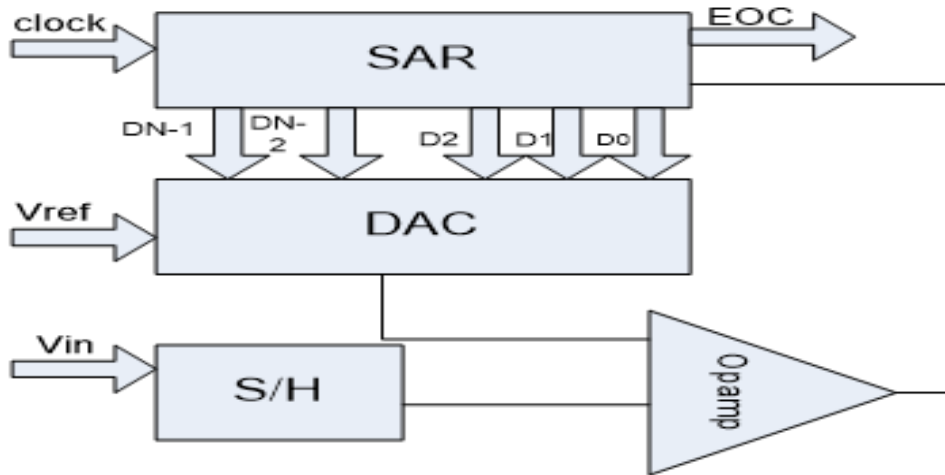 clock
EOC
SAR
DN-1
DN-
2
D2
D1
D0
Vref
DAC
Vin
S/H
Opamp